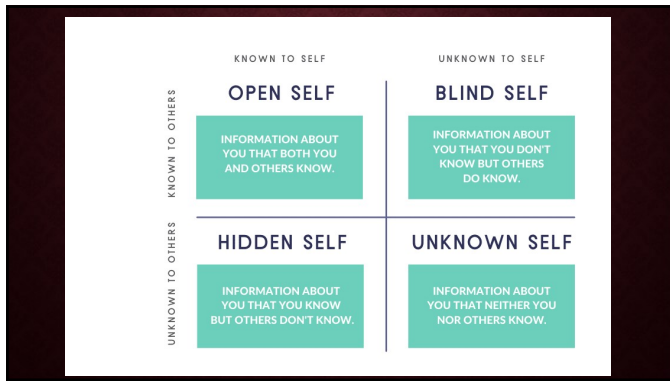 KNOWN TO SELF
UNKNOWN TO SELF
KNOWN TO OTHERS
OPEN SELF
INFORMATION ABOUT
YOU THAT BOTH YOU
AND OTHERS KNOW.
BLIND SELF
INFORMATION ABOUT
YOU THAT YOU DON'T
KNOW BUT OTHERS
DO KNOW.
UNKNOWN TO OTHERS
HIDDEN SELF
INFORMATION ABOUT
YOU THAT YOU KNOW
BUT OTHERS DON'T KNOW.
UNKNOWN SELF
INFORMATION ABOUT
YOU THAT NEITHER YOU
NOR OTHERS KNOW.